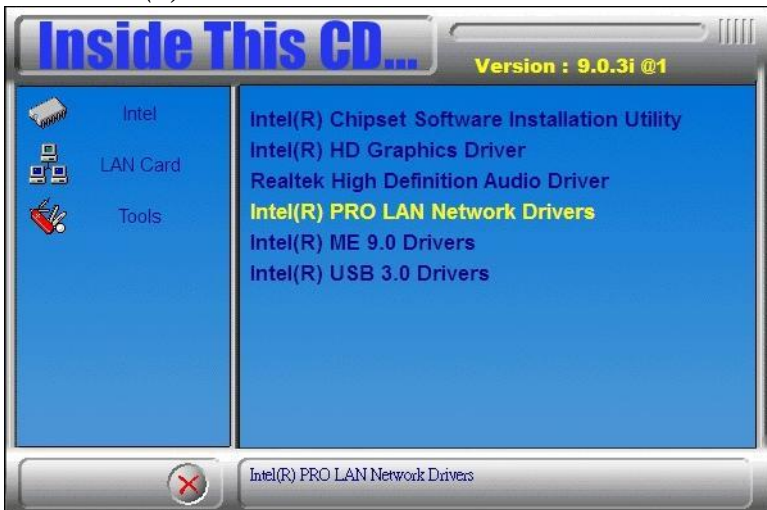 Inside This CD...
Version : 9.0.3i @1
Intel
LAN Card
Tools
Intel(R) Chipset Software Installation Utility
Intel(R) HD Graphics Driver
Realtek High Definition Audio Driver
Intel(R) PRO LAN Network Drivers
Intel(R) ME 9.0 Drivers
Intel(R) USB 3.0 Drivers
Intel(R) PRO LAN Network Drivers